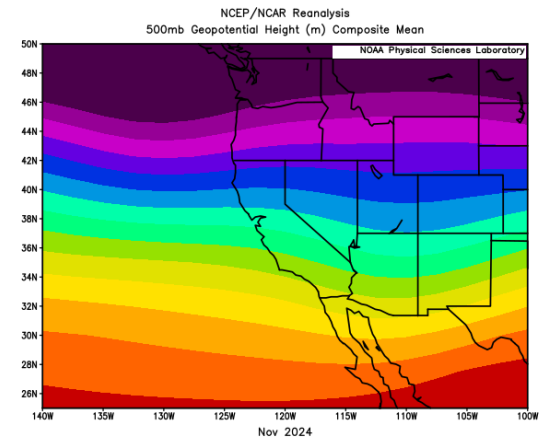 NCEP/NCAR Reanalysis
500mb Geopotential Height (m) Composite Mean
NOAA Physical Sciences Laboratory
50N
48N
46N
44N
42N
40N
38N
36N
34N
32N
30N
28N
26N
140W 135W 130W 125W 120W 115W 110W 105W 100W
Nov 2024